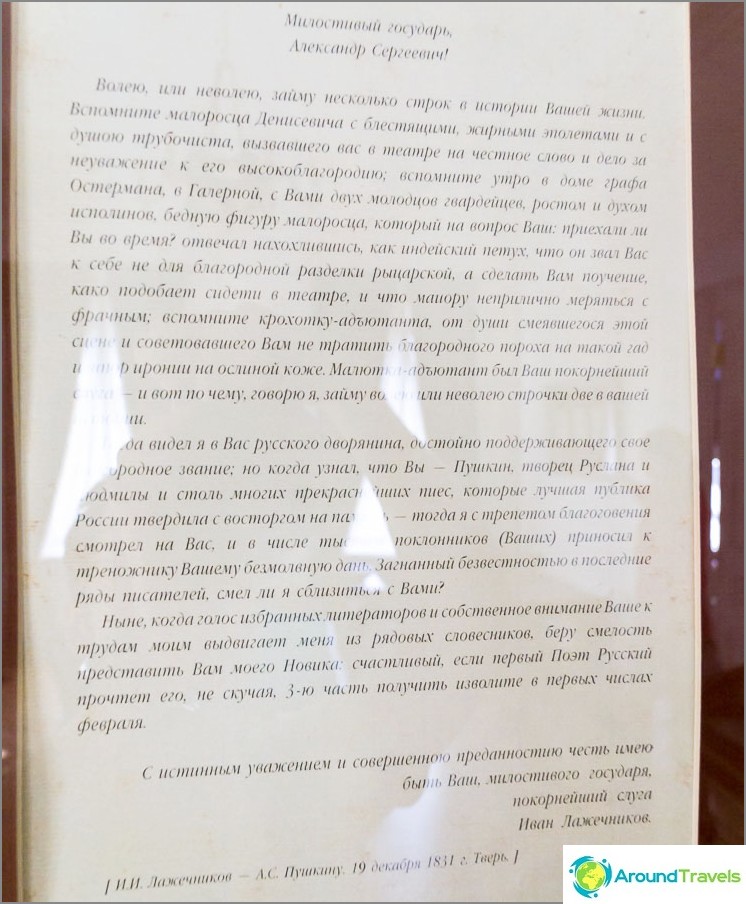 Милостивый государь,
Александр Сергеевич!
Волею, или неволею, займу несколько строк в истории Вашей жизни.
Вспомните малоросца Денисевича с блестящими, жирными эполетами и с
душою трубочиста, вызвавшего вас в театре на честное слово и дело за
неуважение к его высокоблагородию; вспомните утро в доме графа
Остермана, в Галерной, с Вами двух молодцов гвардейцев, ростом и духом
исполинов, бедную фигуру малоросца, который на вопрос Ваш: приехали ли
Вы во время? отвечал нахохлившись, как индейский петух, что он звал Вас
к себе не для благородной разделки рыцарской, а сделать Вам поучение,
како подобает сидети в театре, и что маиору неприлично меряться с
фрачным; вспомните крохотку-адъютанта, от души смеявшегося этой
сцене и советовавшего Вам не тратить благородного пороха на такой гад
и иронии на ослиной коже. Малютка-адъютант был Ваш покорнейший
слуга — и вот по чему, говорю я, займу волею или неволею строчки две в вашей
видел я в Вас русского дворянина, достойно поддерживающего свое
звание; но когда узнал, что Вы — Пушкин, творец Руслана и
Людмилы и столь многих прекраснейших пиес, которые лучшая публика
России твердила с восторгом на — тогда я с трепетом благоговения
смотрел на Вас, и в числе поклонников (Ваших) приносил к
треножнику Вашему безмолвную дань. Загнанный безвестностью в последние
ряды писателей, смел ли я сблизиться с Вами?
Ныне, когда голос избранных литераторов и собственное внимание Ваше к
трудам моим выдвигает меня из рядовых словесников, беру смелость
представить Вам моего Новика: счастливый, если первый Поэт Русский
прочтет его, не скучая, 3-ю часть получить изволите в первых числах
февраля.
С истинным уважением и совершенною преданностию честь имею
быть Ваш, милостивого государя,
покорнейший слуга
Иван Лажечников.
[ И.И. Лажечников — А.С. Пушкину. 19 декабря 1831 г. Тверь. ]
AroundTravels